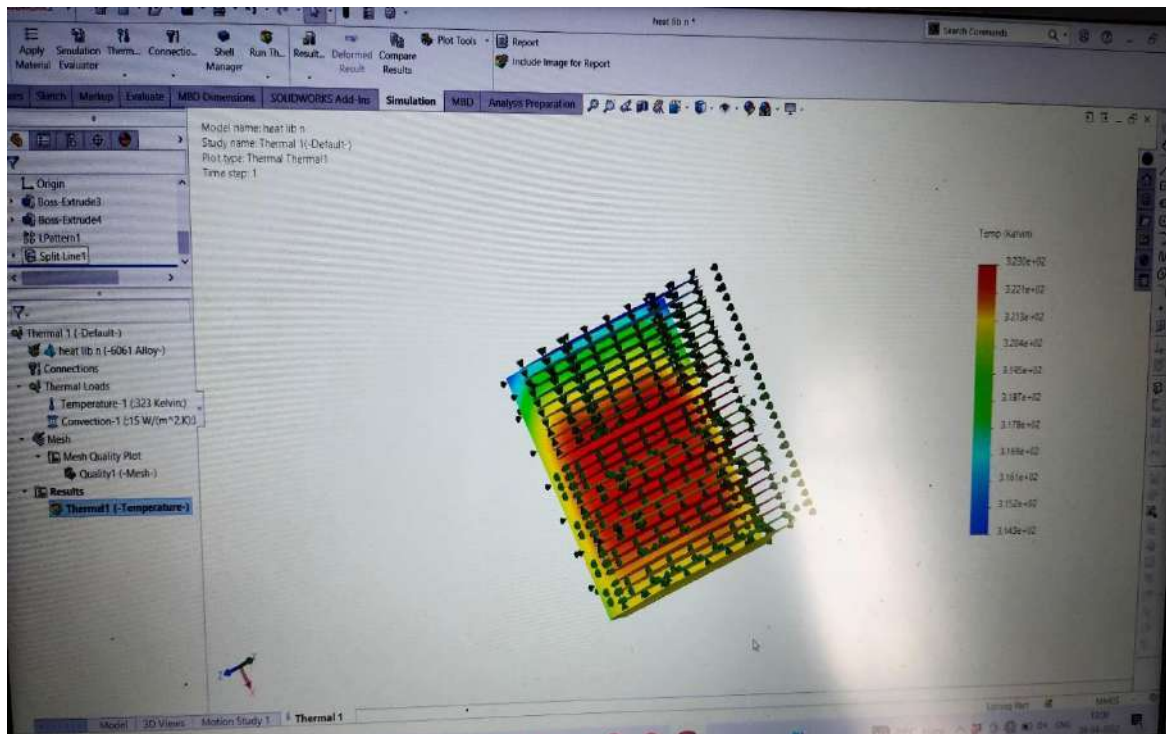 heat lib n *
Search Commands
Apply Material
Simulation Evaluator
Therm...
Connectio...
Shell Manager
Run Th...
Result...
Deformed Result
Compare Results
Plot Tools
Report
Include Image for Report
Sketch
Markup
Evaluate
MBD Dimensions
SOLIDWORKS Add-Ins
Simulation
MBD
Analysis Preparation
Model name: heat lib n
Study name: Thermal 1(-Default-)
Plot type: Thermal Thermal1
Time step: 1
Origin
Boss-Extrude3
Boss-Extrude4
LPattern1
Split Line1
Thermal 1 (-Default-)
heat lib n (-6061 Alloy-)
Connections
Thermal Loads
Temperature-1 (:323 Kelvin:)
Convection-1 (:15 W/(m^2.K):)
Mesh
Mesh Quality Plot
Quality1 (-Mesh-)
Results
Thermal1 (-Temperature-)
Temp (Kelvin)
3.230e+02
3.221e+02
3.213e+02
3.204e+02
3.195e+02
3.187e+02
3.178e+02
3.169e+02
3.161e+02
3.152e+02
3.143e+02
Model
3D Views
Motion Study 1
Thermal 1
Editing Part
MMGS
ENG